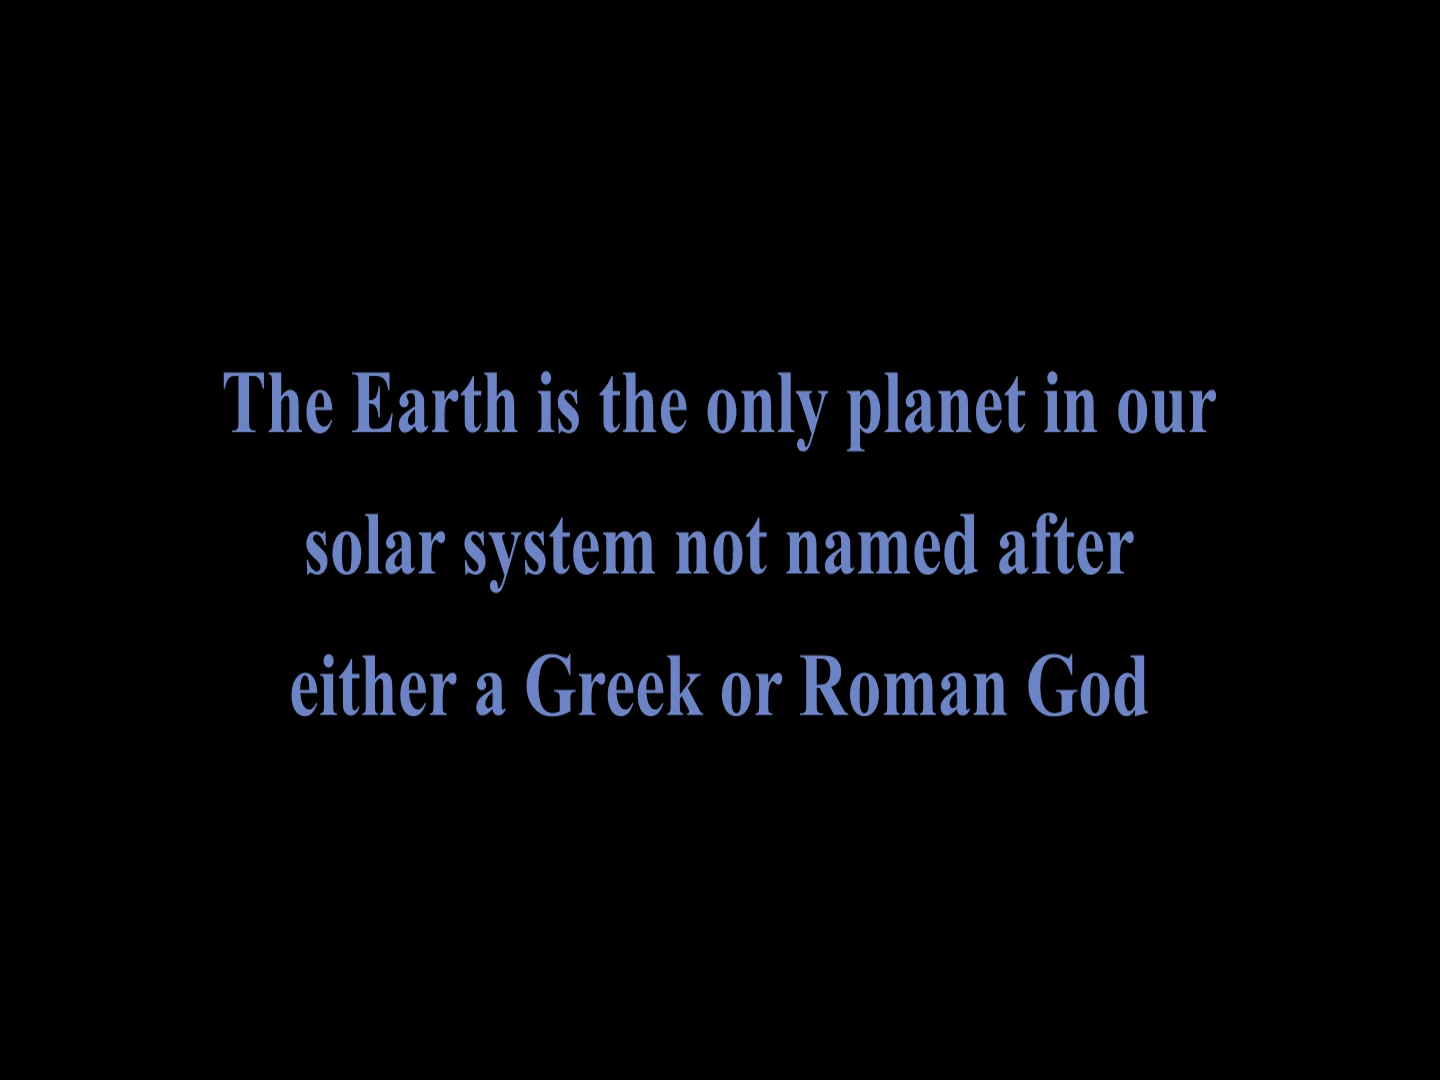 The Earth is the only planet in our
solar system not named after
either a Greek or Roman God